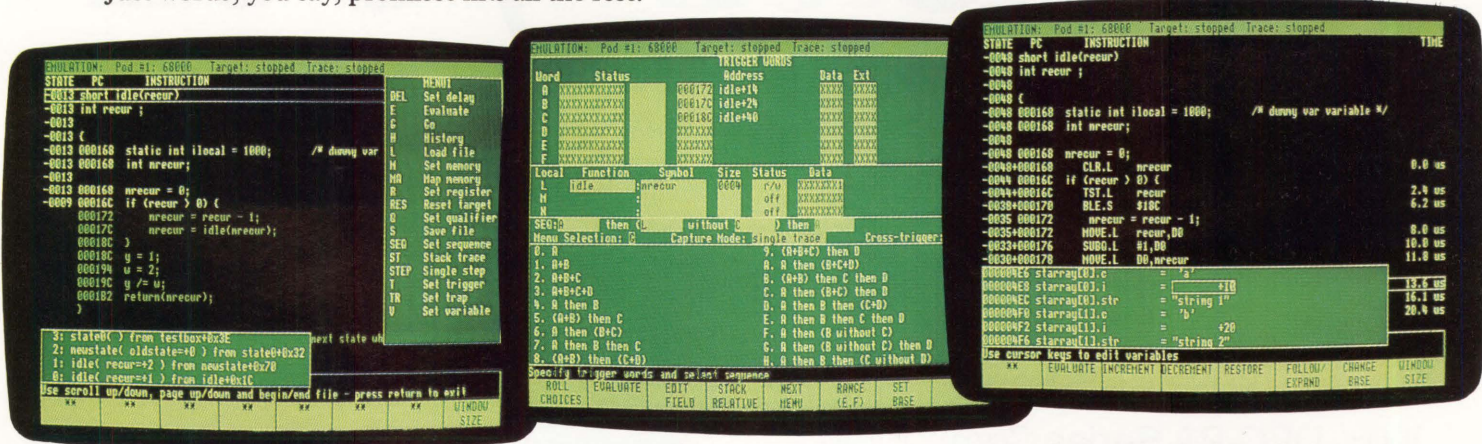 just words, you say, promises like all the rest.
EMULATION: Pod #1: 68000 Target: stopped Trace: stopped
STATE PC INSTRUCTION
-0013 short idle(recur)
-0013 int recur ;
-0013
-0013 {
-0013 000168 static int ilocal = 1000; /* dummy var
-0013 000168 int nrecur;
-0013
-0013 000168 nrecur = 0;
-0009 00016C if (recur > 0) {
000172 nrecur = recur - 1;
00017C nrecur = idle(nrecur);
00018C }
00018C y = 1;
000194 w = 2;
00019C y /= w;
0001B2 return(nrecur);
}
MENU1
DEL Set delay
E Evaluate
G Go
H History
L Load file
M Set memory
MA Map memory
R Set register
RES Reset target
Q Set qualifier
S Save file
SEQ Set sequence
ST Stack trace
STEP Single step
T Set trigger
TR Set trap
V Set variable
next state wh
3: state0( ) from testbox+0x3E
2: newstate( oldstate=+0 ) from state0+0x32
1: idle( recur=+2 ) from newstate+0x70
0: idle( recur=+1 ) from idle+0x1C
Use scroll up/down, page up/down and begin/end file - press return to exit
** ** ** ** ** ** ** WINDOW
SIZE
EMULATION: Pod #1: 68000 Target: stopped Trace: stopped
TRIGGER WORDS
Word Status Address Data Ext
A XXXXXXXXXX 000172 idle+14 XXXX XXXX
B XXXXXXXXXX 00017C idle+24 XXXX XXXX
C XXXXXXXXXX 00018C idle+40 XXXX XXXX
D XXXXXXXXXX XXXXXX XXXX XXXX
E XXXXXXXXXX XXXXXX XXXX XXXX
F XXXXXXXXXX XXXXXX XXXX XXXX
Local Function Symbol Size Status Data
L idle :nrecur 0004 r/w XXXXXXX1
M : off XXXXXXXX
N : off XXXXXXXX
SEQ:A then (L without C ) then
Menu Selection: G Capture Mode: single trace Cross-trigger:
0. A
1. A+B
2. A+B+C
3. A+B+C+D
4. A then B
5. (A+B) then C
6. A then (B+C)
7. A then B then C
8. (A+B) then (C+D)
9. (A+B+C) then D
A. A then (B+C+D)
B. (A+B) then C then D
C. A then (B+C) then D
D. A then B then (C+D)
E. A then B then C then D
F. A then (B without C)
G. A then (B without C) then D
H. A then B then (C without D)
Specify trigger words and select sequence
ROLL EVALUATE EDIT STACK NEXT RANGE SET
CHOICES FIELD RELATIVE MENU (E,F) BASE
EMULATION: Pod #1: 68000 Target: stopped Trace: stopped
STATE PC INSTRUCTION TIME
-0048 short idle(recur)
-0048 int recur ;
-0048
-0048 {
-0048 000168 static int ilocal = 1000; /* dummy var variable */
-0048 000168 int nrecur;
-0048
-0048 000168 nrecur = 0;
-0048+000168 CLR.L nrecur 0.0 us
-0044 00016C if (recur > 0) {
-0044+00016C TST.L recur 2.4 us
-0038+000170 BLE.S $18C 6.2 us
-0035 000172 nrecur = recur - 1;
-0035+000172 MOVE.L recur,D0 8.0 us
-0033+000176 SUBQ.L #1,D0 10.0 us
-0030+000178 MOVE.L D0,nrecur 11.8 us
000004E6 starray[0].c = 'a'
000004E8 starray[0].i = +10 13.6 us
000004EC starray[0].str = "string 1" 16.1 us
000004F0 starray[1].c = 'b' 20.4 us
000004F2 starray[1].i = +20
000004F6 starray[1].str = "string 2"
Use cursor keys to edit variables
** EVALUATE INCREMENT DECREMENT RESTORE FOLLOW/ CHANGE WINDOW
EXPAND BASE SIZE